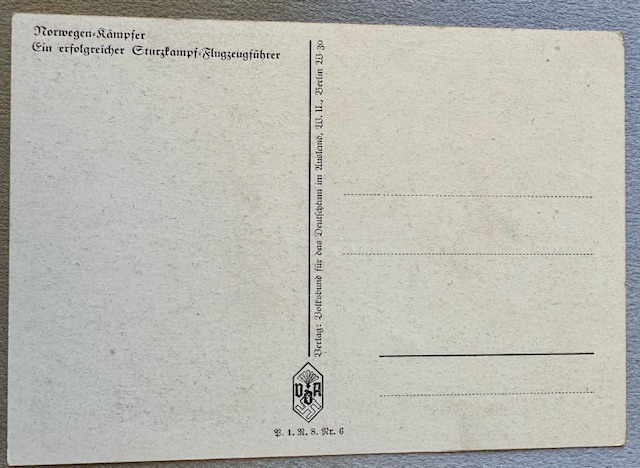 Norwegen-Kämpfer
Ein erfolgreicher Sturzkampf-Flugzeugführer
Verlag: Volksbund für das Deutschtum im Ausland, W. U., Berlin W 30
VDA
P. 1. R. 8. Nr. 6